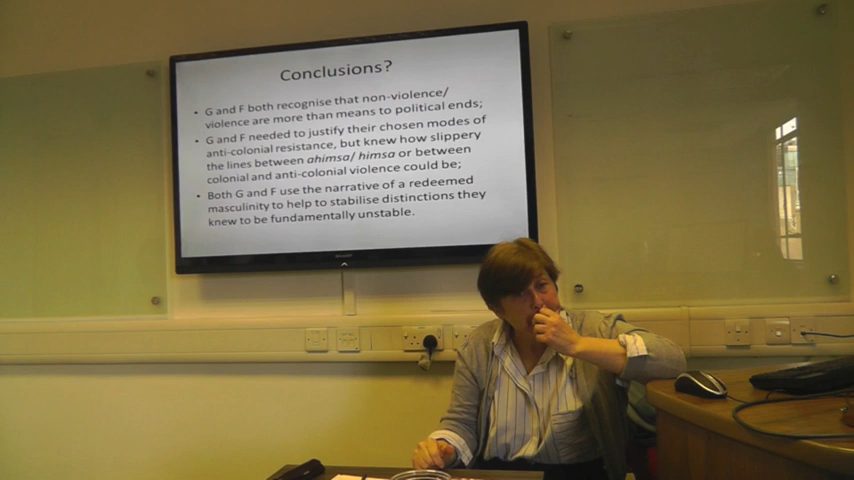 Conclusions?
• G and F both recognise that non-violence/
violence are more than means to political ends;
• G and F needed to justify their chosen modes of
anti-colonial resistance, but knew how slippery
the lines between ahimsa/ himsa or between
colonial and anti-colonial violence could be;
• Both G and F use the narrative of a redeemed
masculinity to help to stabilise distinctions they
knew to be fundamentally unstable.